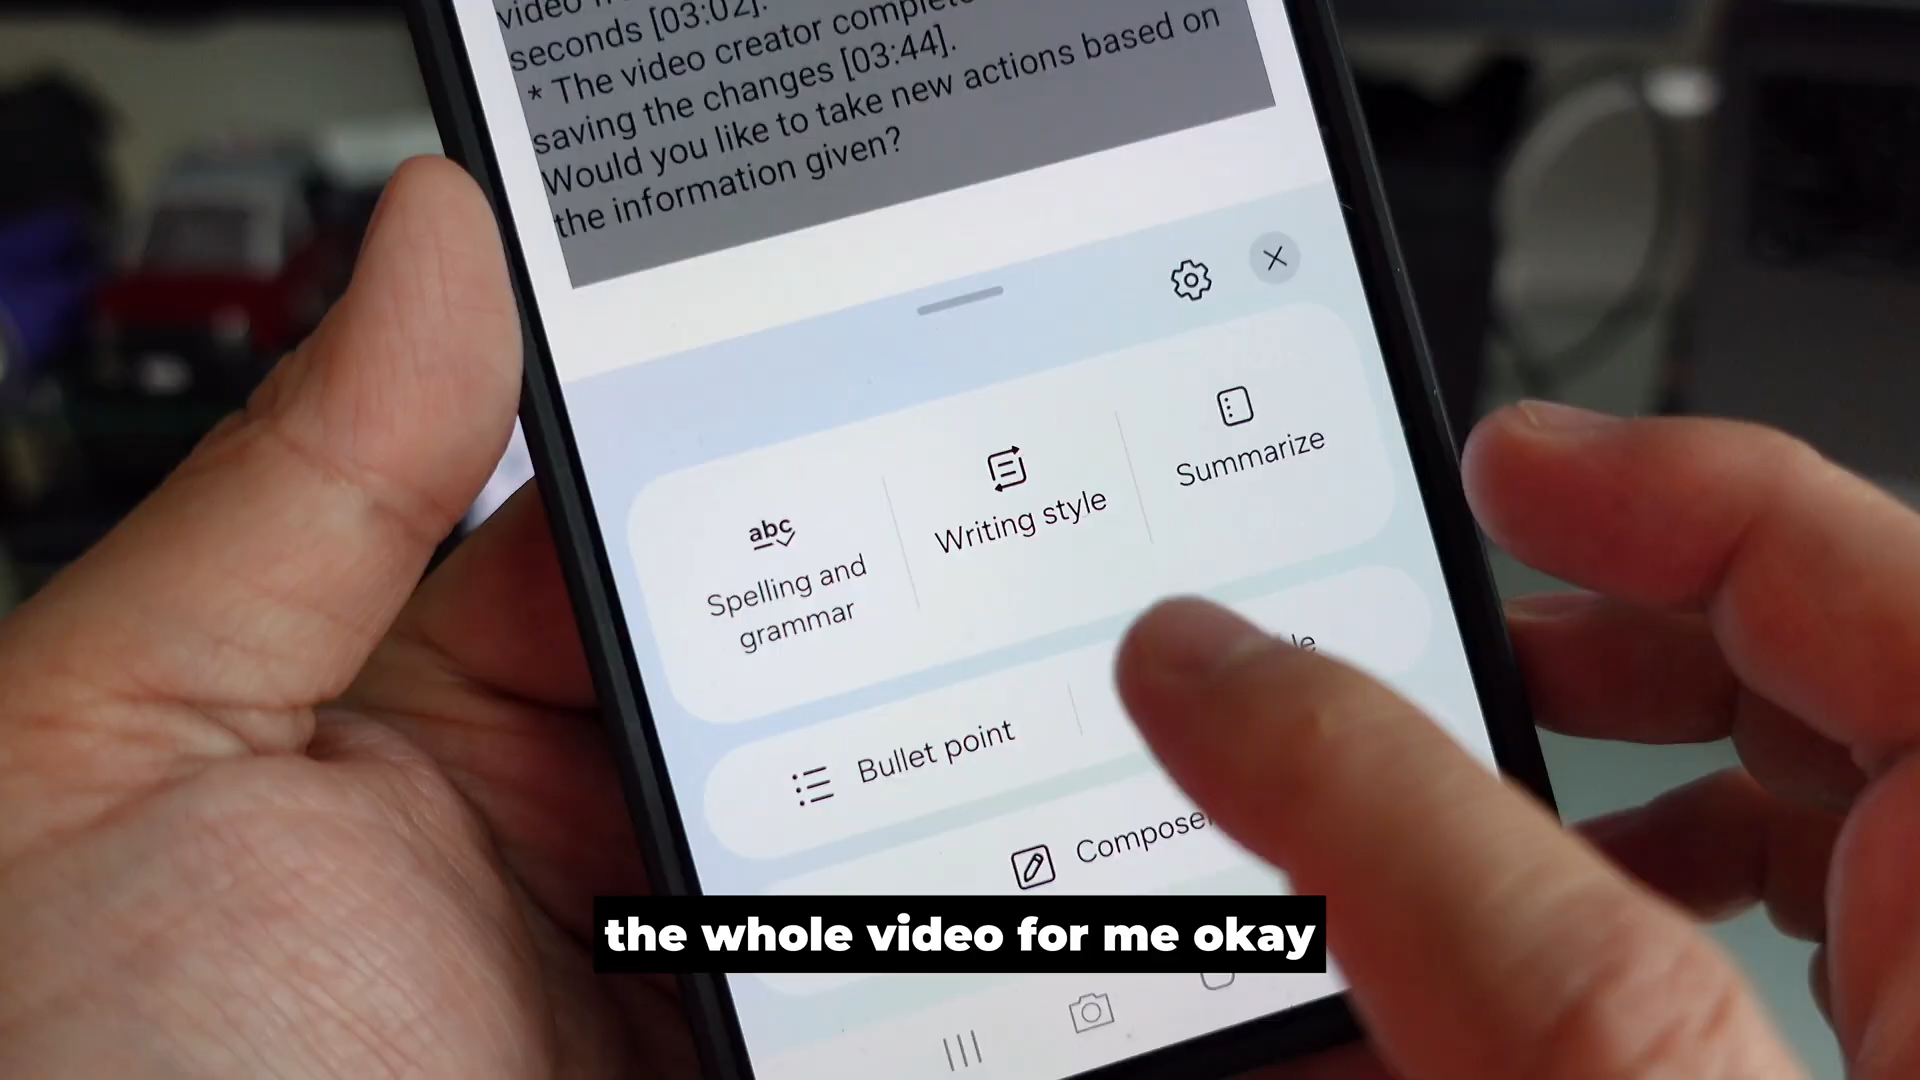 video
seconds [03:02].
* The video creator
saving the changes [03:44].
Would you like to take new actions based on
the information given?
Summarize
Writing style
abc
Spelling and
grammar
Bullet point
Compose
the whole video for me okay